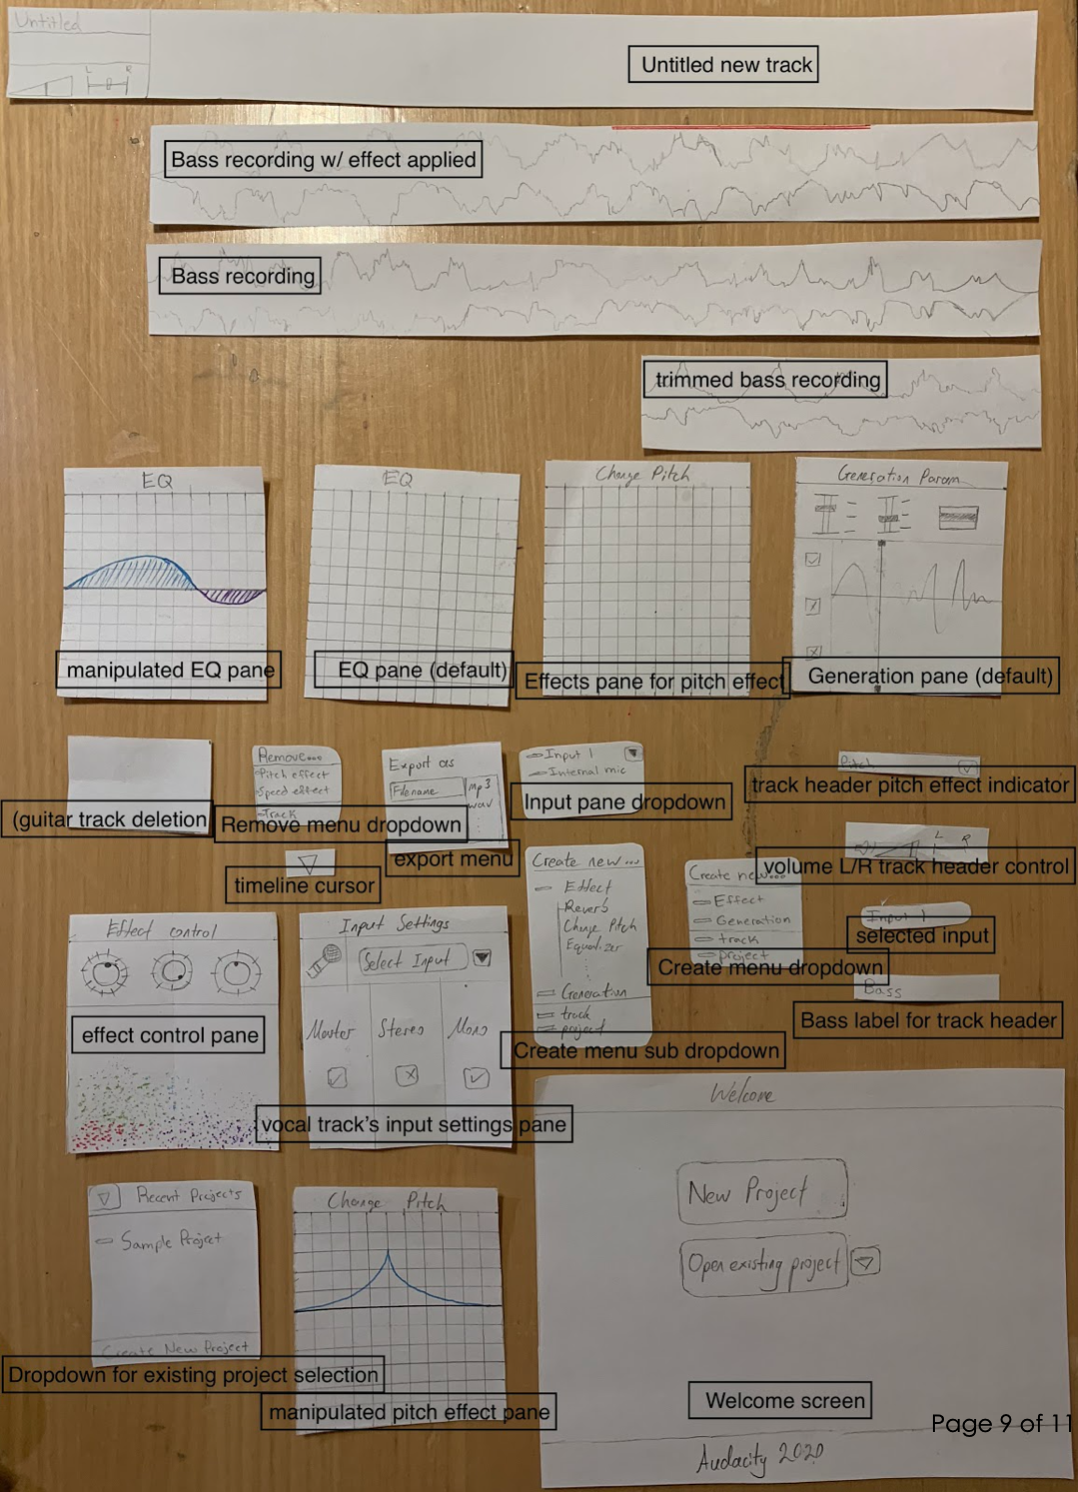 Untitled
L R
Untitled new track
Bass recording w/ effect applied
Bass recording
trimmed bass recording
EQ
manipulated EQ pane
EQ
EQ pane (default)
Change Pitch
Effects pane for pitch effect
Generation Param
Generation pane (default)
(guitar track deletion
Remove...
Pitch effect
Speed effect
Track
Remove menu dropdown
timeline cursor
Export as
Filename
mp3
wav
export menu
Input 1
Internal mic
Input pane dropdown
Pitch
track header pitch effect indicator
L R
volume L/R track header control
Input 1
selected input
Bass
Bass label for track header
Create new...
Effect
Reverb
Change Pitch
Equalizer
Generation
track
project
Create menu sub dropdown
Create new...
Effect
Generation
track
project
Create menu dropdown
Effect control
effect control pane
Input Settings
Select Input
Stereo
Mono
vocal track's input settings pane
Recent Projects
Sample Project
Create New Project
Dropdown for existing project selection
Change Pitch
manipulated pitch effect pane
Welcome
New Project
Open existing project
Welcome screen
Audacity 2020
Page 9 of 11